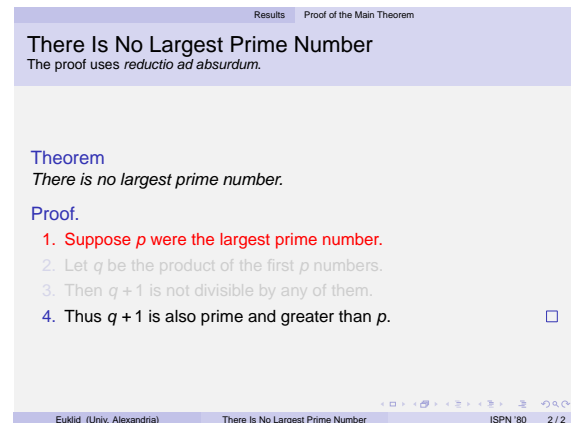 Results Proof of the Main Theorem
There Is No Largest Prime Number
The proof uses reductio ad absurdum.
Theorem
There is no largest prime number.
Proof.
1. Suppose p were the largest prime number.
2. Let q be the product of the first p numbers.
3. Then q + 1 is not divisible by any of them.
4. Thus q + 1 is also prime and greater than p.
Euklid (Univ. Alexandria) There Is No Largest Prime Number ISPN '80 2 / 2